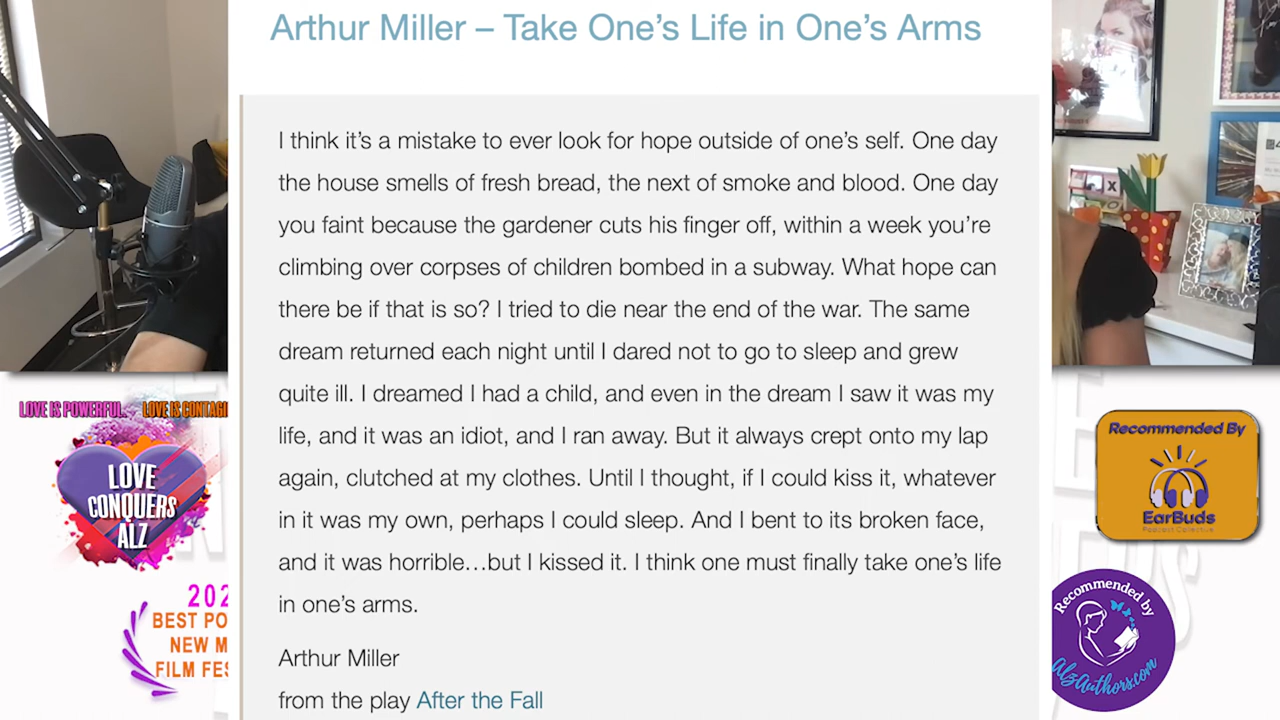 Arthur Miller – Take One's Life in One's Arms
I think it's a mistake to ever look for hope outside of one's self. One day
the house smells of fresh bread, the next of smoke and blood. One day
you faint because the gardener cuts his finger off, within a week you're
climbing over corpses of children bombed in a subway. What hope can
there be if that is so? I tried to die near the end of the war. The same
dream returned each night until I dared not to go to sleep and grew
quite ill. I dreamed I had a child, and even in the dream I saw it was my
life, and it was an idiot, and I ran away. But it always crept onto my lap
again, clutched at my clothes. Until I thought, if I could kiss it, whatever
in it was my own, perhaps I could sleep. And I bent to its broken face,
and it was horrible...but I kissed it. I think one must finally take one's life
in one's arms.
Arthur Miller
from the play After the Fall
LOVE IS POWERFUL... LOVE IS CONTAGI
LOVE
CONQUERS
ALZ
202
BEST PO
NEW M
FILM FES
Recommended By
EarBuds
Podcast Collective
Recommended by
AlzAuthors.com